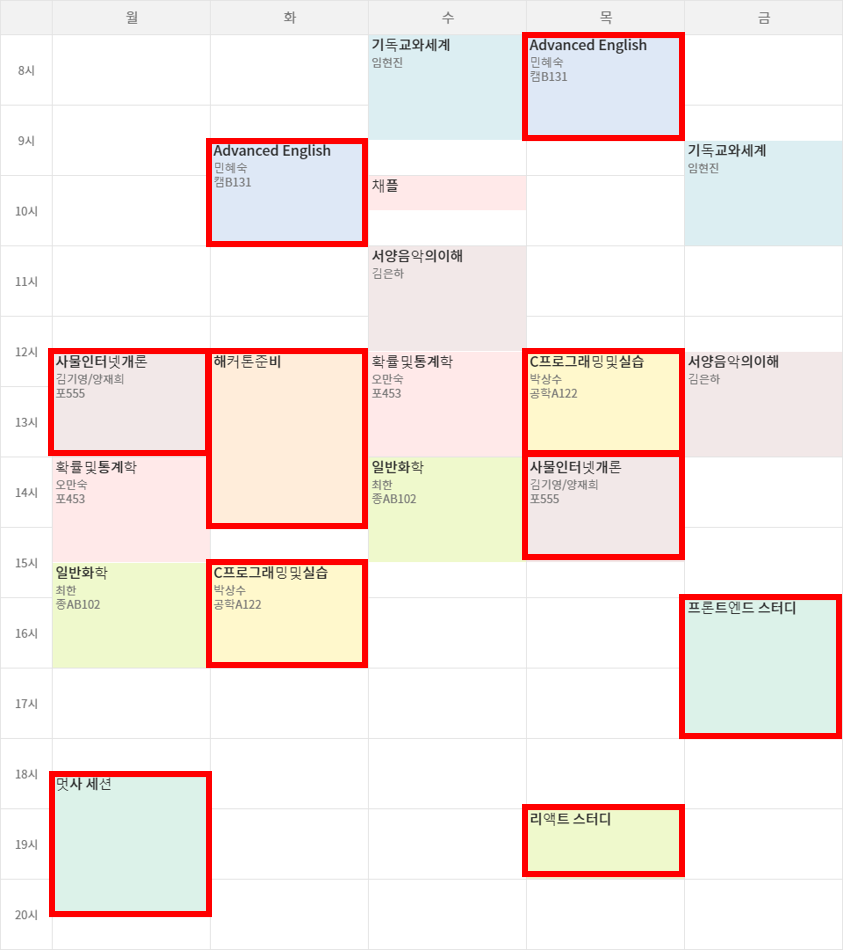 월 화 수 목 금
8시
9시
10시
11시
12시
13시
14시
15시
16시
17시
18시
19시
20시
사물인터넷개론
김기영/양재희
포555
확률및통계학
오만숙
포453
일반화학
최한
종AB102
멋사 세션
Advanced English
민혜숙
캠B131
해커톤준비
C프로그래밍및실습
박상수
공학A122
기독교와세계
임현진
채플
서양음악의이해
김은하
확률및통계학
오만숙
포453
일반화학
최한
종AB102
Advanced English
민혜숙
캠B131
C프로그래밍및실습
박상수
공학A122
사물인터넷개론
김기영/양재희
포555
리액트 스터디
기독교와세계
임현진
서양음악의이해
김은하
프론트엔드 스터디